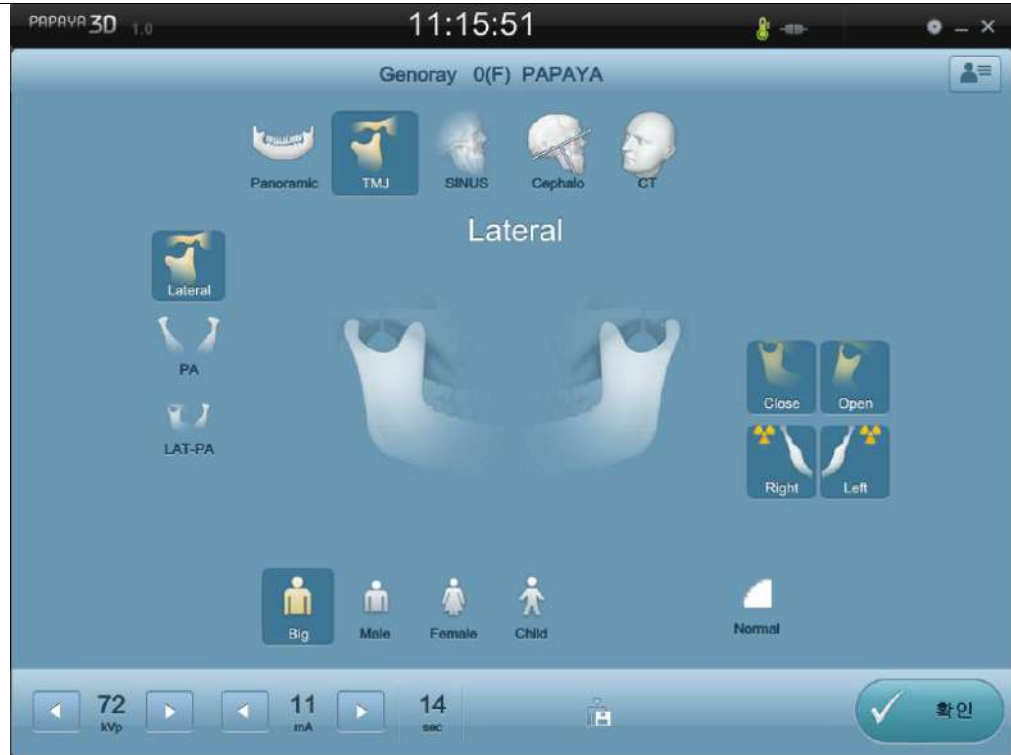 PAPAYA 3D 1.0
11:15:51
Genoray 0(F) PAPAYA
Panoramic
TMJ
SINUS
Cephalo
CT
Lateral
Lateral
PA
LAT-PA
Close
Open
Right
Left
Big
Male
Female
Child
Normal
72
kVp
11
mA
14
sec
확인